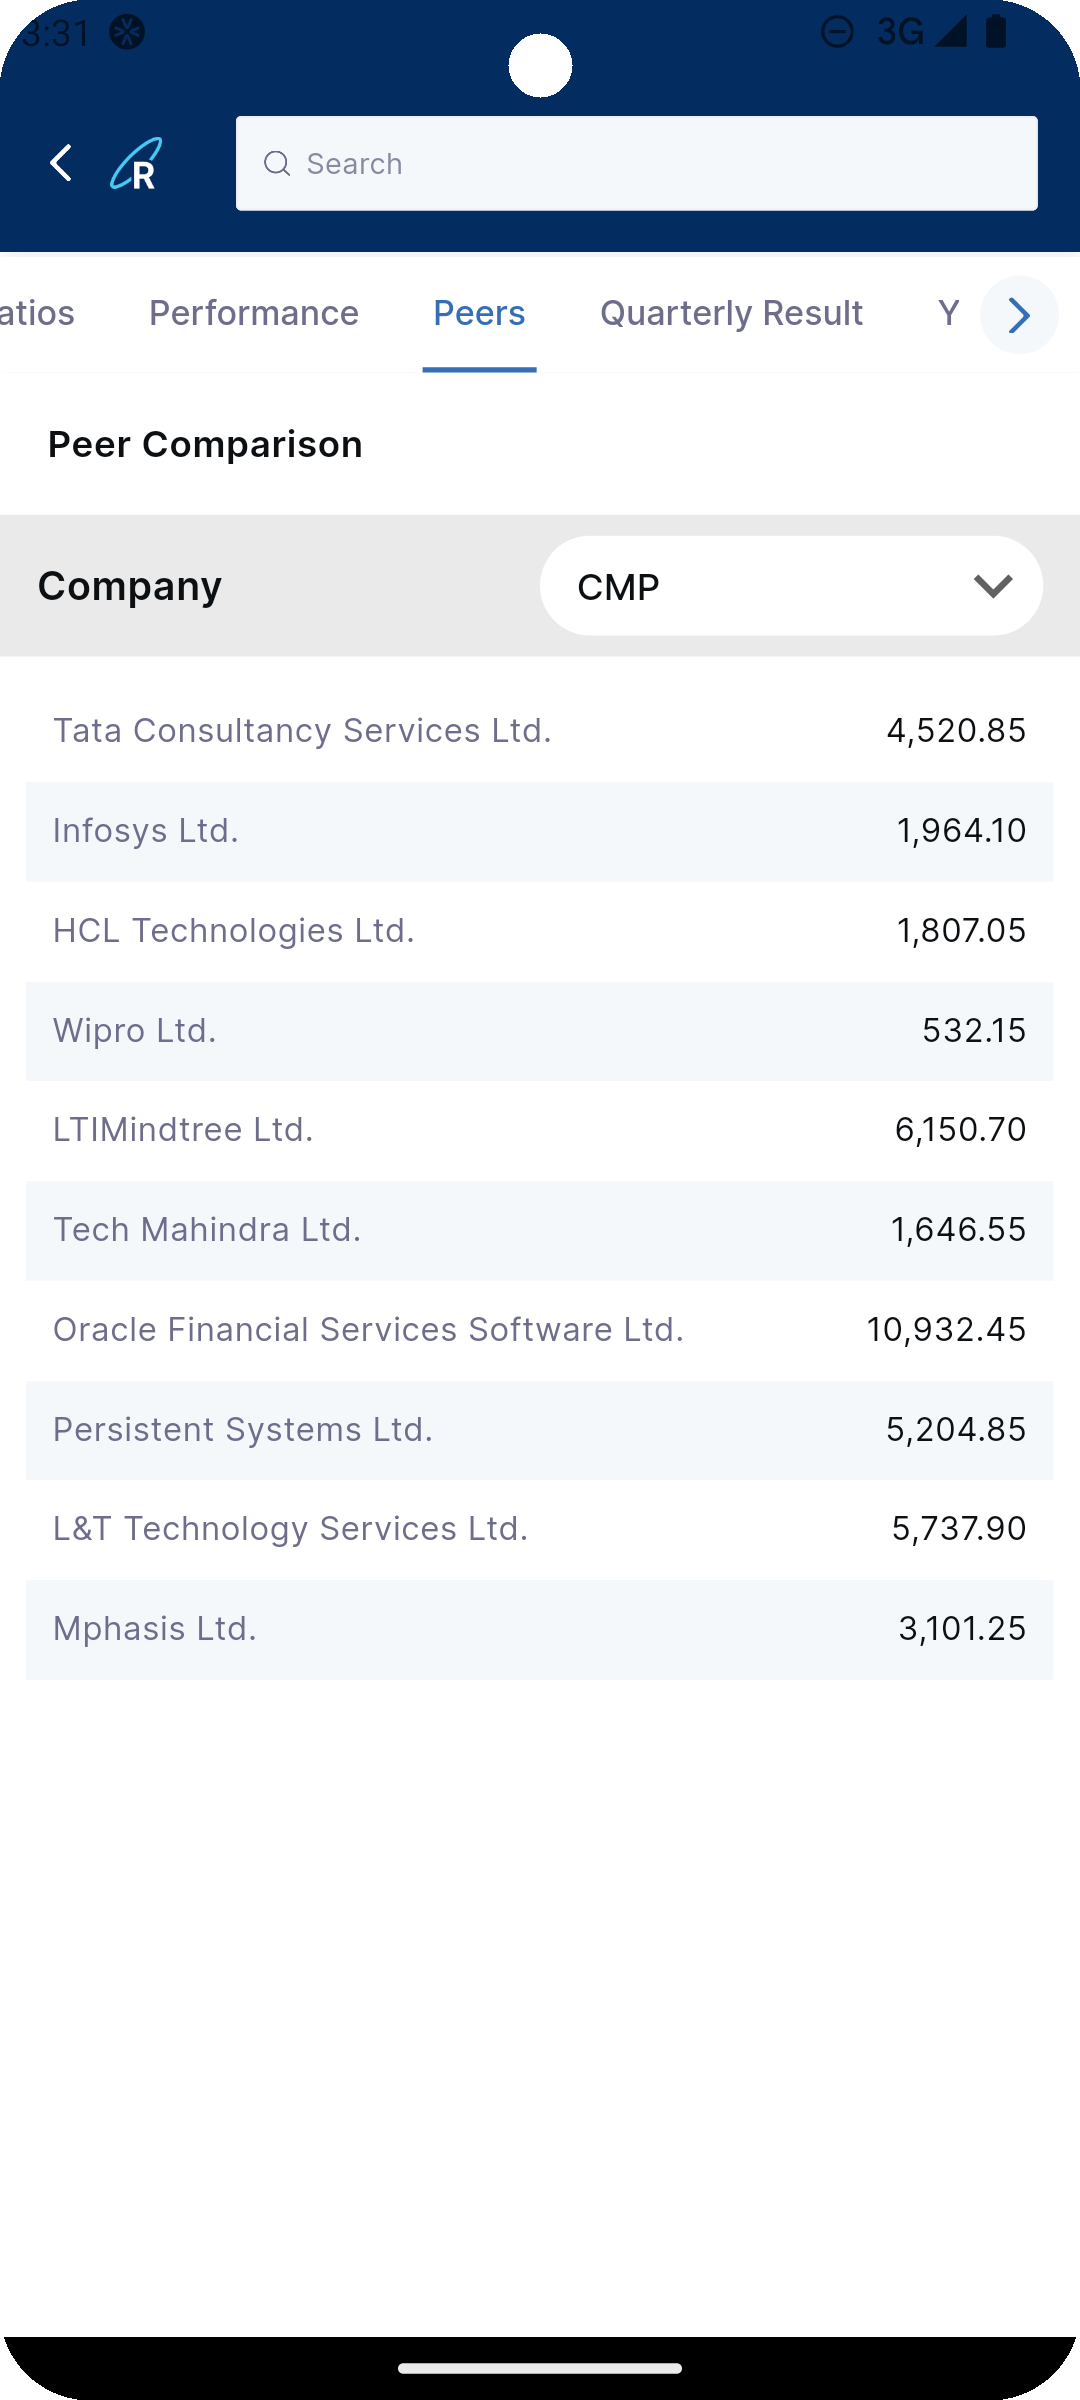 3:31 3G
R Search
atios Performance Peers Quarterly Result Y
Peer Comparison
Company CMP
Tata Consultancy Services Ltd. 4,520.85
Infosys Ltd. 1,964.10
HCL Technologies Ltd. 1,807.05
Wipro Ltd. 532.15
LTIMindtree Ltd. 6,150.70
Tech Mahindra Ltd. 1,646.55
Oracle Financial Services Software Ltd. 10,932.45
Persistent Systems Ltd. 5,204.85
L&T Technology Services Ltd. 5,737.90
Mphasis Ltd. 3,101.25